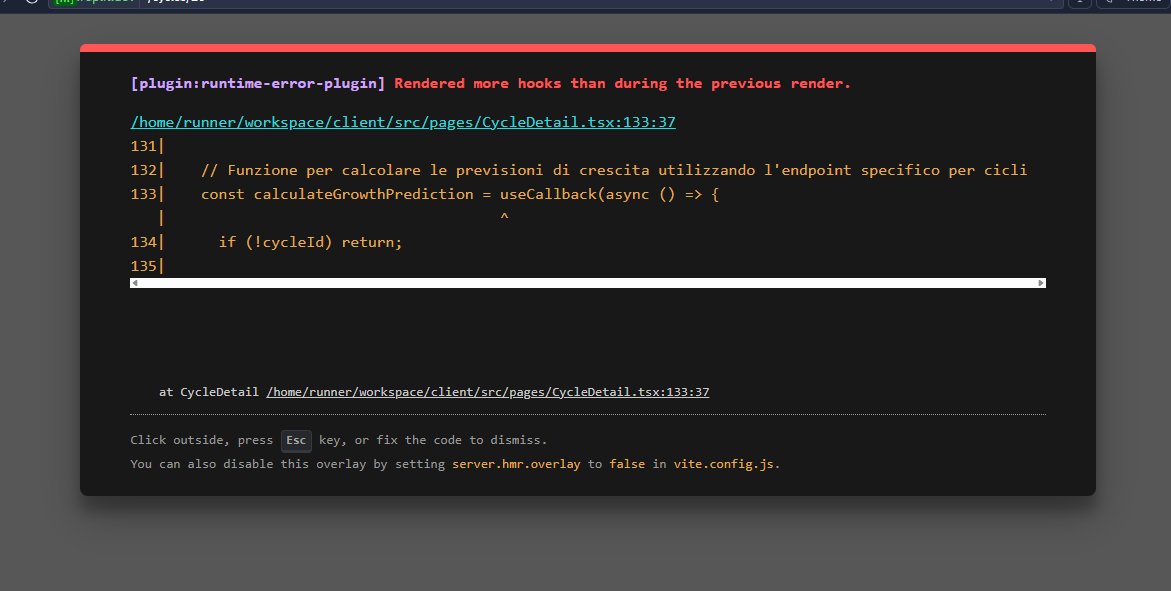 [plugin:runtime-error-plugin] Rendered more hooks than during the previous render.
/home/runner/workspace/client/src/pages/CycleDetail.tsx:133:37
131|
132|    // Funzione per calcolare le previsioni di crescita utilizzando l'endpoint specifico per cicli
133|    const calculateGrowthPrediction = useCallback(async () => {
   |                                      ^
134|      if (!cycleId) return;
135|
at CycleDetail /home/runner/workspace/client/src/pages/CycleDetail.tsx:133:37
Click outside, press Esc key, or fix the code to dismiss.
You can also disable this overlay by setting server.hmr.overlay to false in vite.config.js.